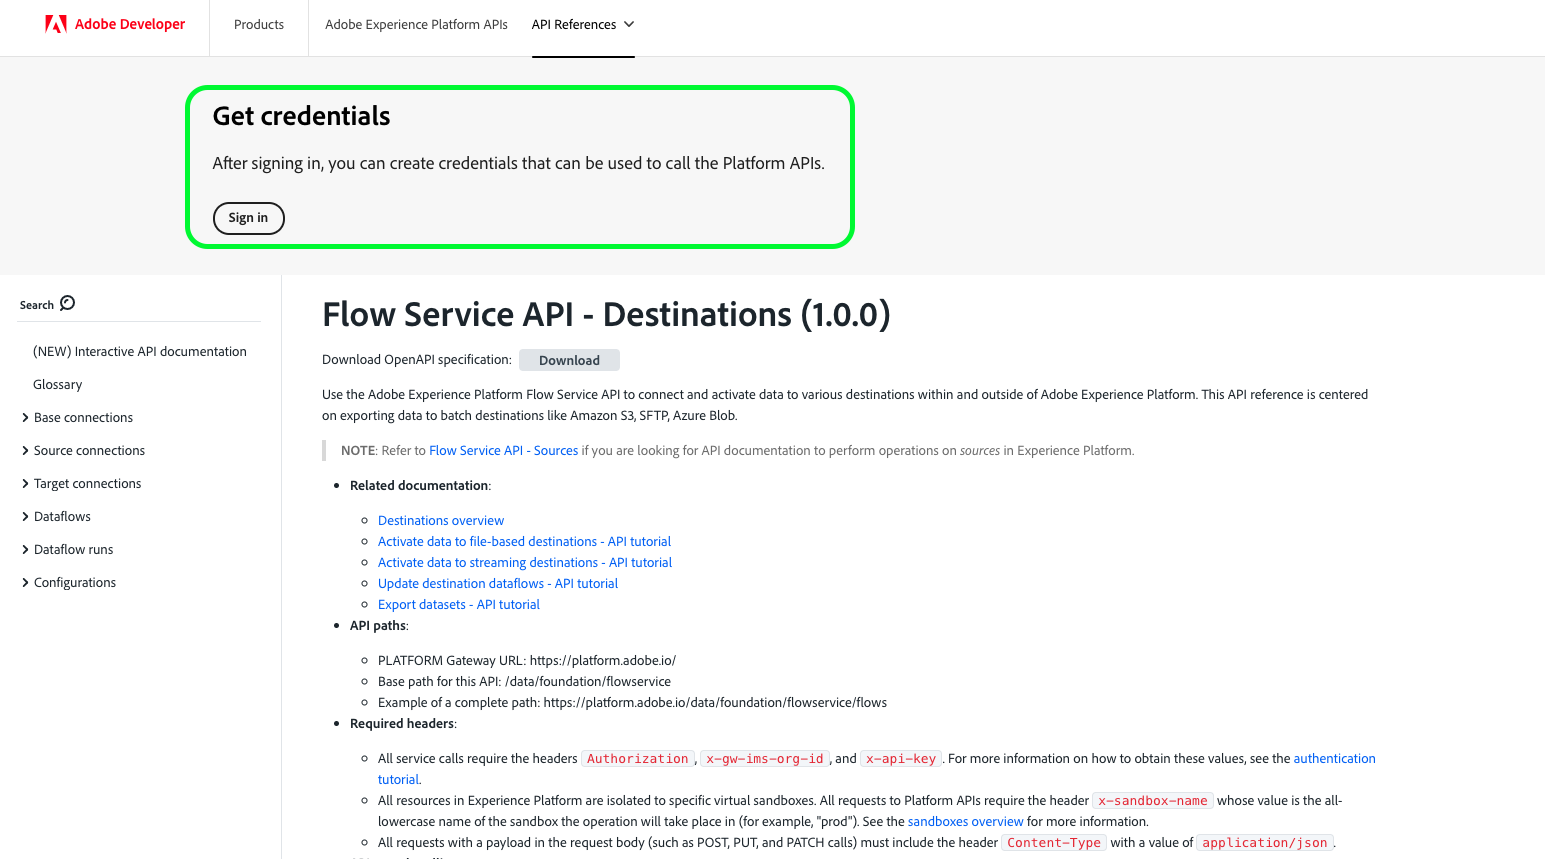 Adobe Developer
Products
Adobe Experience Platform APIs
API References
Get credentials
After signing in, you can create credentials that can be used to call the Platform APIs.
Sign in
Search
(NEW) Interactive API documentation
Glossary
Base connections
Source connections
Target connections
Dataflows
Dataflow runs
Configurations
Flow Service API - Destinations (1.0.0)
Download OpenAPI specification: Download
Use the Adobe Experience Platform Flow Service API to connect and activate data to various destinations within and outside of Adobe Experience Platform. This API reference is centered
on exporting data to batch destinations like Amazon S3, SFTP, Azure Blob.
NOTE: Refer to Flow Service API - Sources if you are looking for API documentation to perform operations on sources in Experience Platform.
Related documentation:
Destinations overview
Activate data to file-based destinations - API tutorial
Activate data to streaming destinations - API tutorial
Update destination dataflows - API tutorial
Export datasets - API tutorial
API paths:
PLATFORM Gateway URL: https://platform.adobe.io/
Base path for this API: /data/foundation/flowservice
Example of a complete path: https://platform.adobe.io/data/foundation/flowservice/flows
Required headers:
All service calls require the headers Authorization, x-gw-ims-org-id, and x-api-key. For more information on how to obtain these values, see the authentication
tutorial.
All resources in Experience Platform are isolated to specific virtual sandboxes. All requests to Platform APIs require the header x-sandbox-name whose value is the all-
lowercase name of the sandbox the operation will take place in (for example, "prod"). See the sandboxes overview for more information.
All requests with a payload in the request body (such as POST, PUT, and PATCH calls) must include the header Content-Type with a value of application/json.